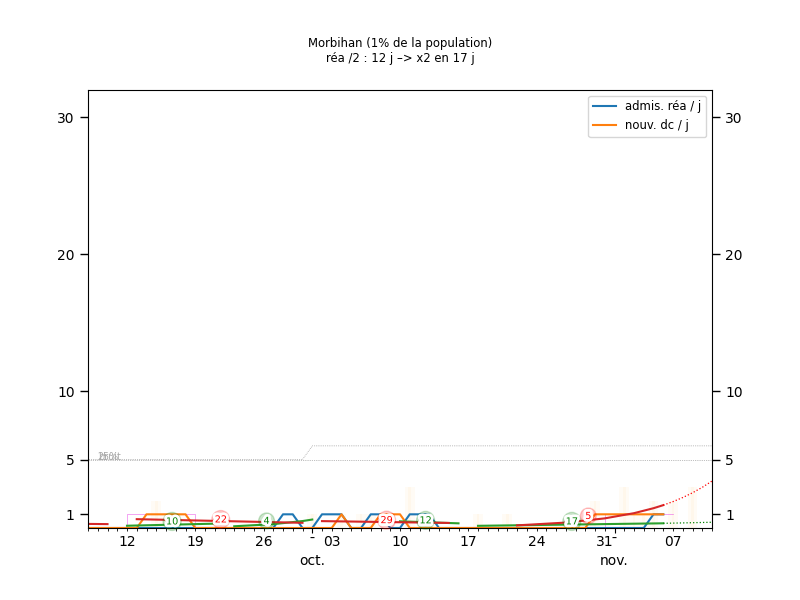 Morbihan (1% de la population)
réa /2 : 12 j –> x2 en 17 j
admis. réa / j
nouv. dc / j
30 30
20 20
10 10
5 5
1 1
10 22 4 29 12 17 5
12 19 26 - 03 10 17 24 31- 07
oct. nov.